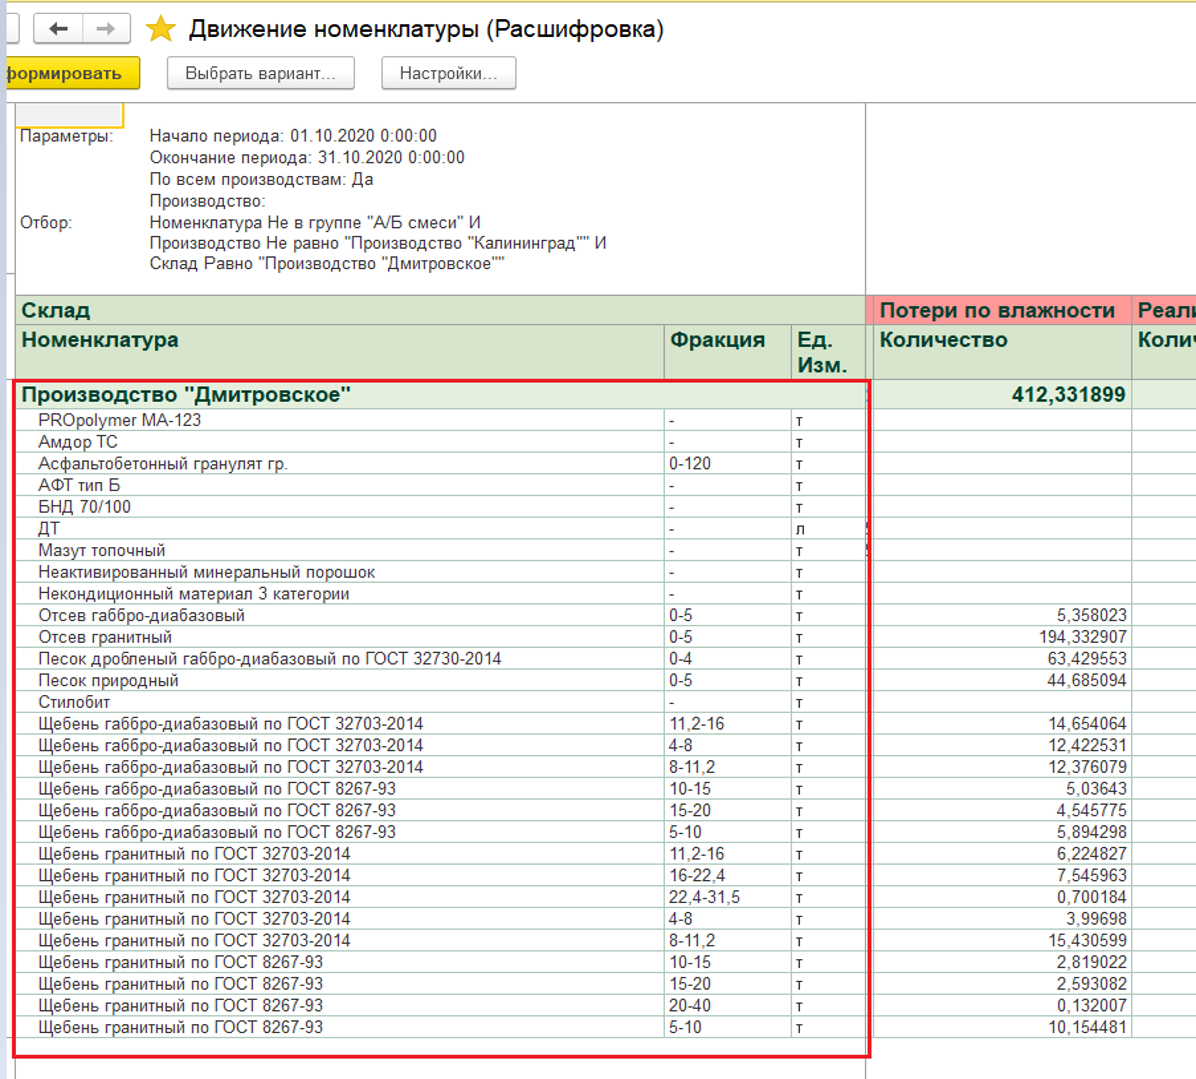 Движение номенклатуры (Расшифровка)
формировать Выбрать вариант... Настройки...
Параметры: Начало периода: 01.10.2020 0:00:00
Окончание периода: 31.10.2020 0:00:00
По всем производствам: Да
Производство:
Отбор: Номенклатура Не в группе "А/Б смеси" И
Производство Не равно "Производство "Калининград"" И
Склад Равно "Производство "Дмитровское""
Склад Потери по влажности Реали
Номенклатура Фракция Ед. Изм. Количество Колич
Производство "Дмитровское" 412,331899
PROpolymer MA-123 - т
Амдор ТС - т
Асфальтобетонный гранулят гр. 0-120 т
АФТ тип Б - т
БНД 70/100 - т
ДТ - л
Мазут топочный - т
Неактивированный минеральный порошок - т
Некондиционный материал 3 категории - т
Отсев габбро-диабазовый 0-5 т 5,358023
Отсев гранитный 0-5 т 194,332907
Песок дробленый габбро-диабазовый по ГОСТ 32730-2014 0-4 т 63,429553
Песок природный 0-5 т 44,685094
Стилобит - т
Щебень габбро-диабазовый по ГОСТ 32703-2014 11,2-16 т 14,654064
Щебень габбро-диабазовый по ГОСТ 32703-2014 4-8 т 12,422531
Щебень габбро-диабазовый по ГОСТ 32703-2014 8-11,2 т 12,376079
Щебень габбро-диабазовый по ГОСТ 8267-93 10-15 т 5,03643
Щебень габбро-диабазовый по ГОСТ 8267-93 15-20 т 4,545775
Щебень габбро-диабазовый по ГОСТ 8267-93 5-10 т 5,894298
Щебень гранитный по ГОСТ 32703-2014 11,2-16 т 6,224827
Щебень гранитный по ГОСТ 32703-2014 16-22,4 т 7,545963
Щебень гранитный по ГОСТ 32703-2014 22,4-31,5 т 0,700184
Щебень гранитный по ГОСТ 32703-2014 4-8 т 3,99698
Щебень гранитный по ГОСТ 32703-2014 8-11,2 т 15,430599
Щебень гранитный по ГОСТ 8267-93 10-15 т 2,819022
Щебень гранитный по ГОСТ 8267-93 15-20 т 2,593082
Щебень гранитный по ГОСТ 8267-93 20-40 т 0,132007
Щебень гранитный по ГОСТ 8267-93 5-10 т 10,154481